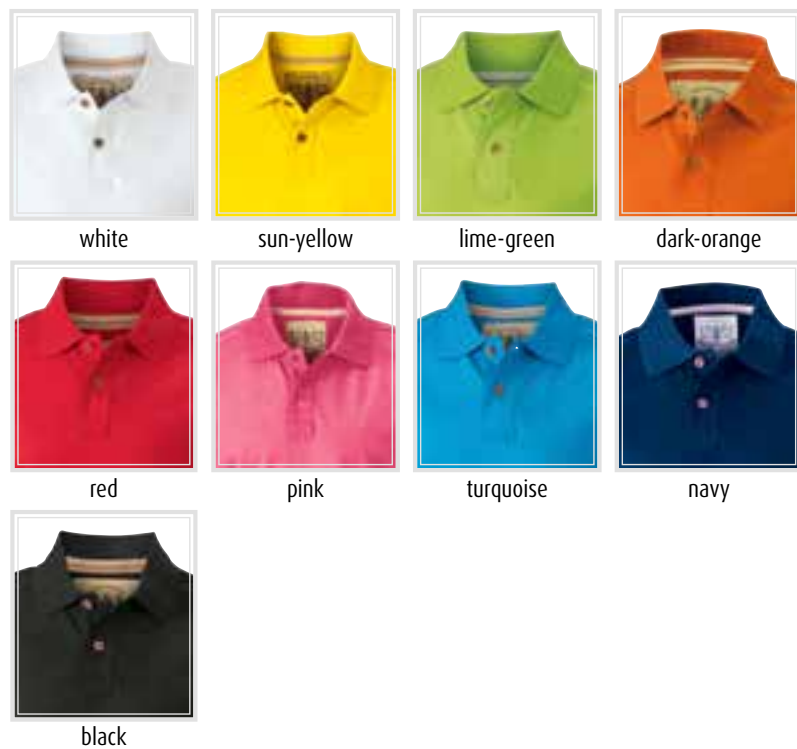 white
sun-yellow
lime-green
dark-orange
red
pink
turquoise
navy
black